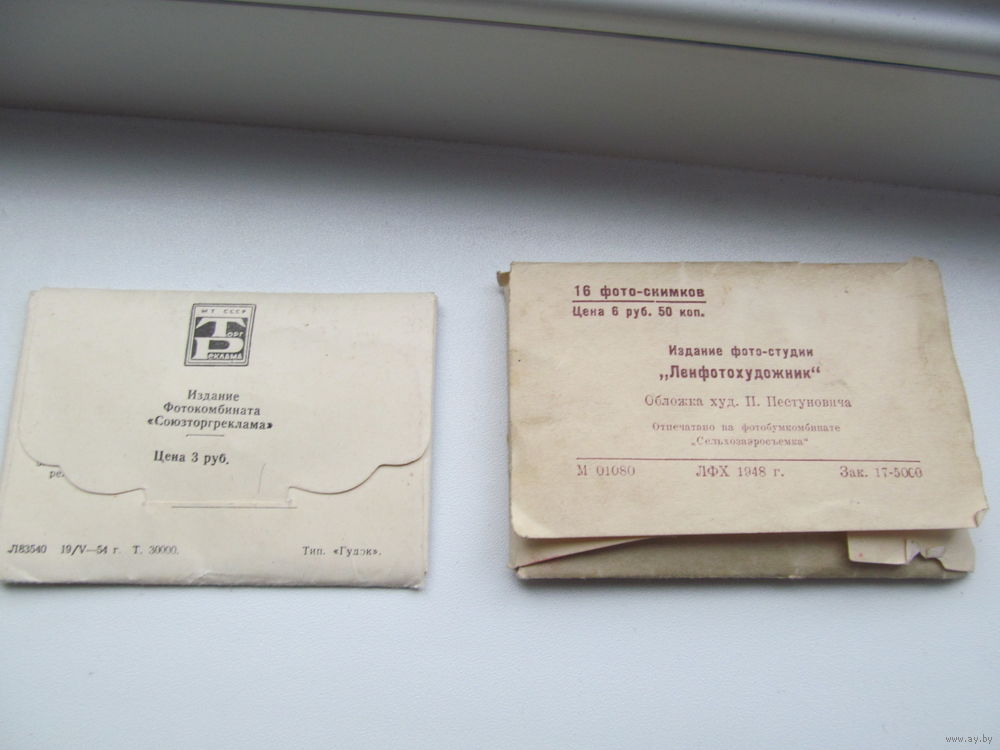 МТ СССР
ТОРГ
РЕКЛАМА
Издание
Фотокомбината
«Союзторгреклама»
Цена 3 руб.
ре
Л83540 19/V—54 г. Т. 30000.
Тип. «Гудок».
16 фото-снимков
Цена 6 руб. 50 коп.
Издание фото-студии
„Ленфотохудожник“
Обложка худ. П. Пестуновича
Отпечатано на фотобумкомбинате
„Сельхозаэросъемка“
М 01080 ЛФХ 1948 г. Зак. 17-5000
www.ay.by